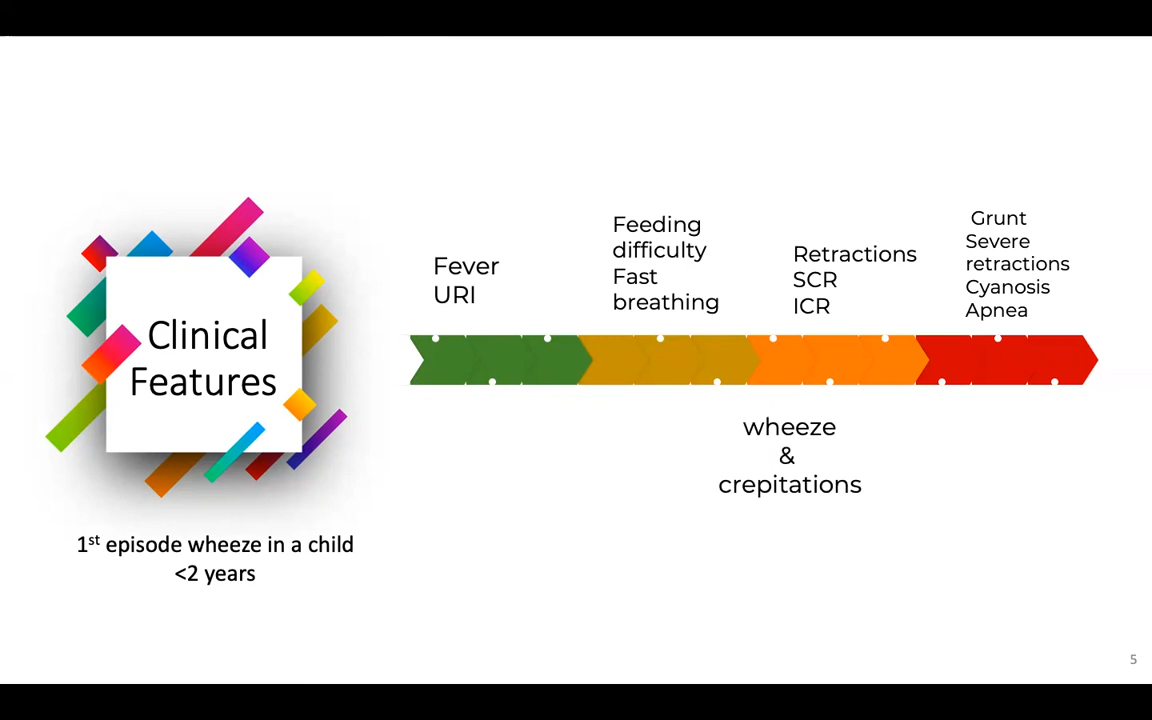 Clinical
Features
1st episode wheeze in a child
<2 years
Fever
URI
Feeding
difficulty
Fast
breathing
Retractions
SCR
ICR
Grunt
Severe
retractions
Cyanosis
Apnea
wheeze
&
crepitations
5